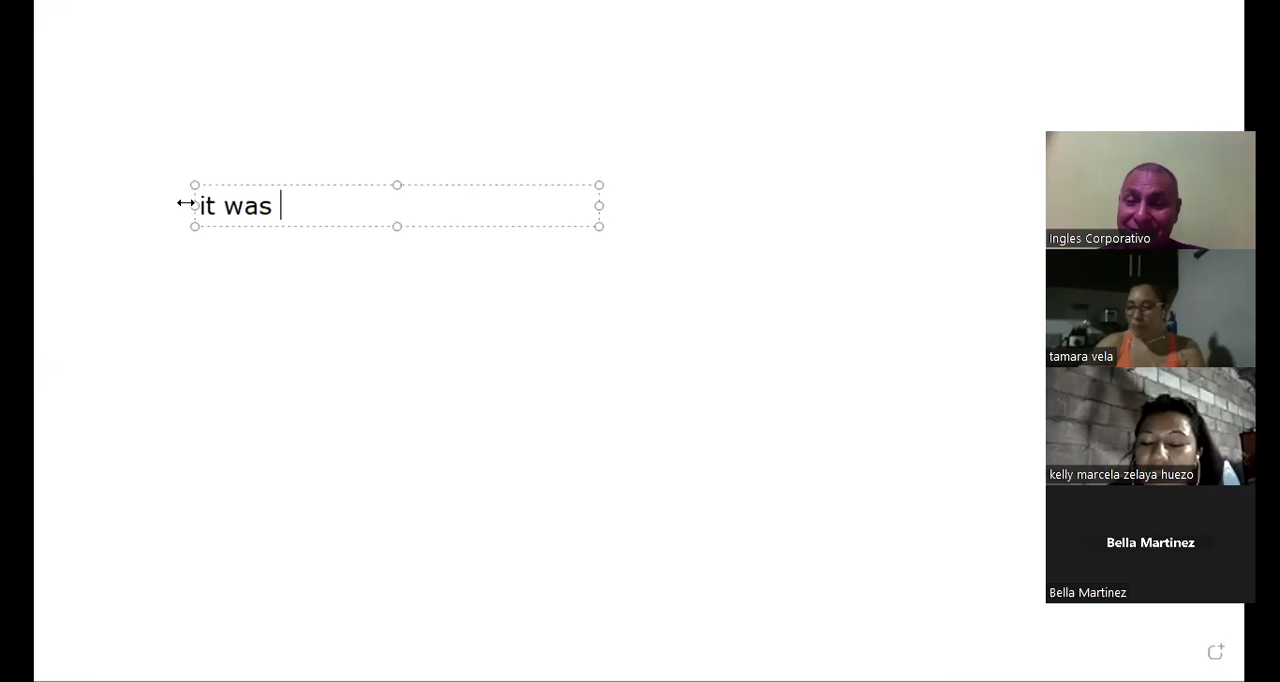 it was
Ingles Corporativo
tamara vela
kelly marcela zelaya huezo
Bella Martinez
Bella Martinez